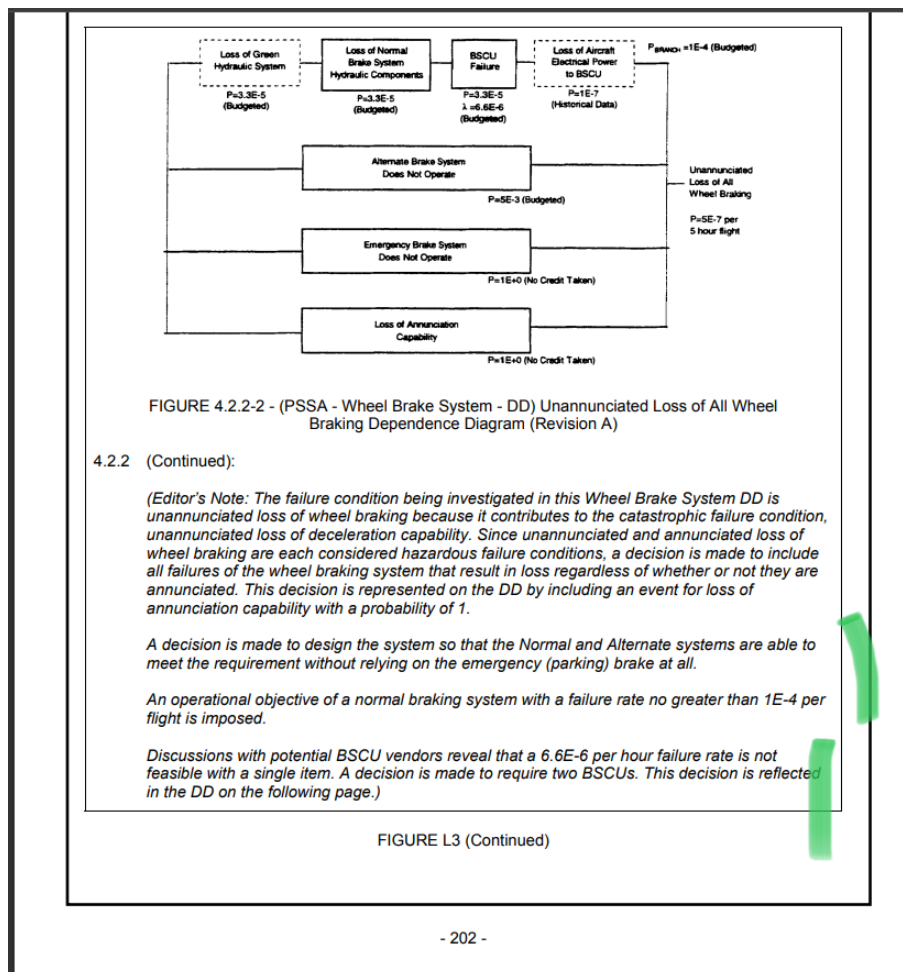 Loss of Green
Hydraulic System
P=3.3E-5
(Budgeted)
Loss of Normal
Brake System
Hydraulic Components
P=3.3E-5
(Budgeted)
BSCU
Failure
P=3.3E-5
λ =6.6E-6
(Budgeted)
Loss of Aircraft
Electrical Power
to BSCU
P=1E-7
(Historical Data)
PBRANCH =1E-4 (Budgeted)
Alternate Brake System
Does Not Operate
P=5E-3 (Budgeted)
Unannunciated
Loss of All
Wheel Braking
P=5E-7 per
5 hour flight
Emergency Brake System
Does Not Operate
P=1E+0 (No Credit Taken)
Loss of Annunciation
Capability
P=1E+0 (No Credit Taken)
FIGURE 4.2.2-2 - (PSSA - Wheel Brake System - DD) Unannunciated Loss of All Wheel
Braking Dependence Diagram (Revision A)
4.2.2 (Continued):
(Editor's Note: The failure condition being investigated in this Wheel Brake System DD is
unannunciated loss of wheel braking because it contributes to the catastrophic failure condition,
unannunciated loss of deceleration capability. Since unannunciated and annunciated loss of
wheel braking are each considered hazardous failure conditions, a decision is made to include
all failures of the wheel braking system that result in loss regardless of whether or not they are
annunciated. This decision is represented on the DD by including an event for loss of
annunciation capability with a probability of 1.
A decision is made to design the system so that the Normal and Alternate systems are able to
meet the requirement without relying on the emergency (parking) brake at all.
An operational objective of a normal braking system with a failure rate no greater than 1E-4 per
flight is imposed.
Discussions with potential BSCU vendors reveal that a 6.6E-6 per hour failure rate is not
feasible with a single item. A decision is made to require two BSCUs. This decision is reflected
in the DD on the following page.)
FIGURE L3 (Continued)
- 202 -